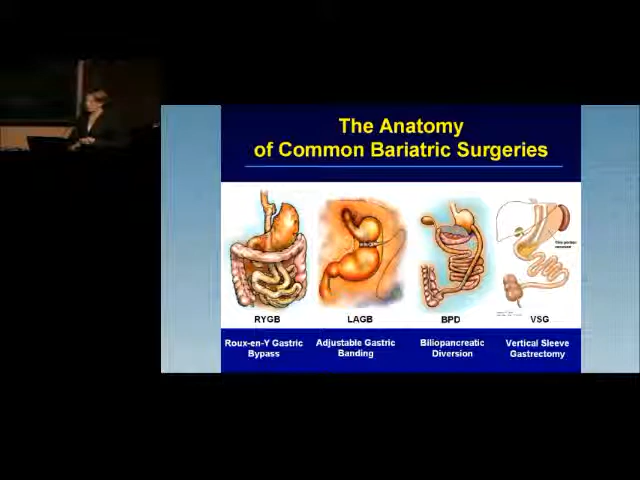 The Anatomy
of Common Bariatric Surgeries
RYGB
LAGB
BPD
VSG
Roux-en-Y Gastric
Bypass
Adjustable Gastric
Banding
Biliopancreatic
Diversion
Vertical Sleeve
Gastrectomy